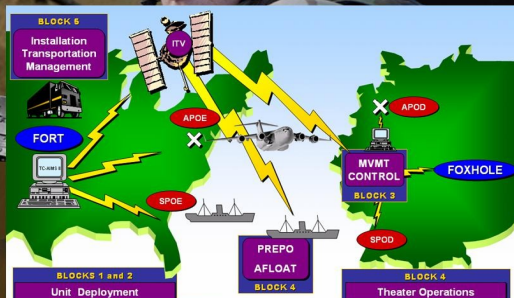 BLOCK 5
Installation
Transportation
Management
ITV
APOE
APOD
FORT
TC-AIMS II
MVMT
CONTROL
BLOCK 3
FOXHOLE
SPOE
PREPO
AFLOAT
BLOCK 4
SPOD
BLOCKS 1 and 2
Unit Deployment
BLOCK 4
Theater Operations